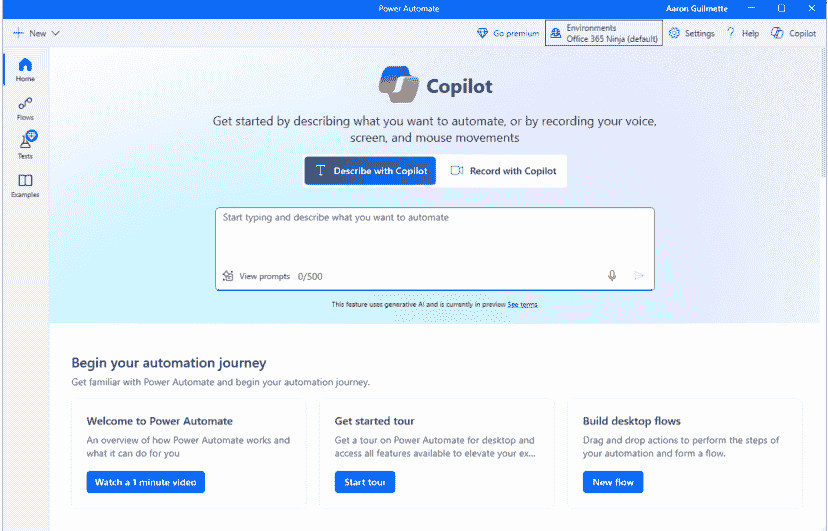 Power Automate
Aaron Guilmette
New
Go premium
Environments
Office 365 Ninja (default)
Settings
Help
Copilot
Home
Flows
Tests
Examples
Copilot
Get started by describing what you want to automate, or by recording your voice,
screen, and mouse movements
Describe with Copilot
Record with Copilot
Start typing and describe what you want to automate
View prompts 0/500
This feature uses generative AI and is currently in preview See terms
Begin your automation journey
Get familiar with Power Automate and begin your automation journey.
Welcome to Power Automate
An overview of how Power Automate works and
what it can do for you
Watch a 1 minute video
Get started tour
Get a tour on Power Automate for desktop and
access all features available to elevate your ex...
Start tour
Build desktop flows
Drag and drop actions to perform the steps of
your automation and form a flow.
New flow